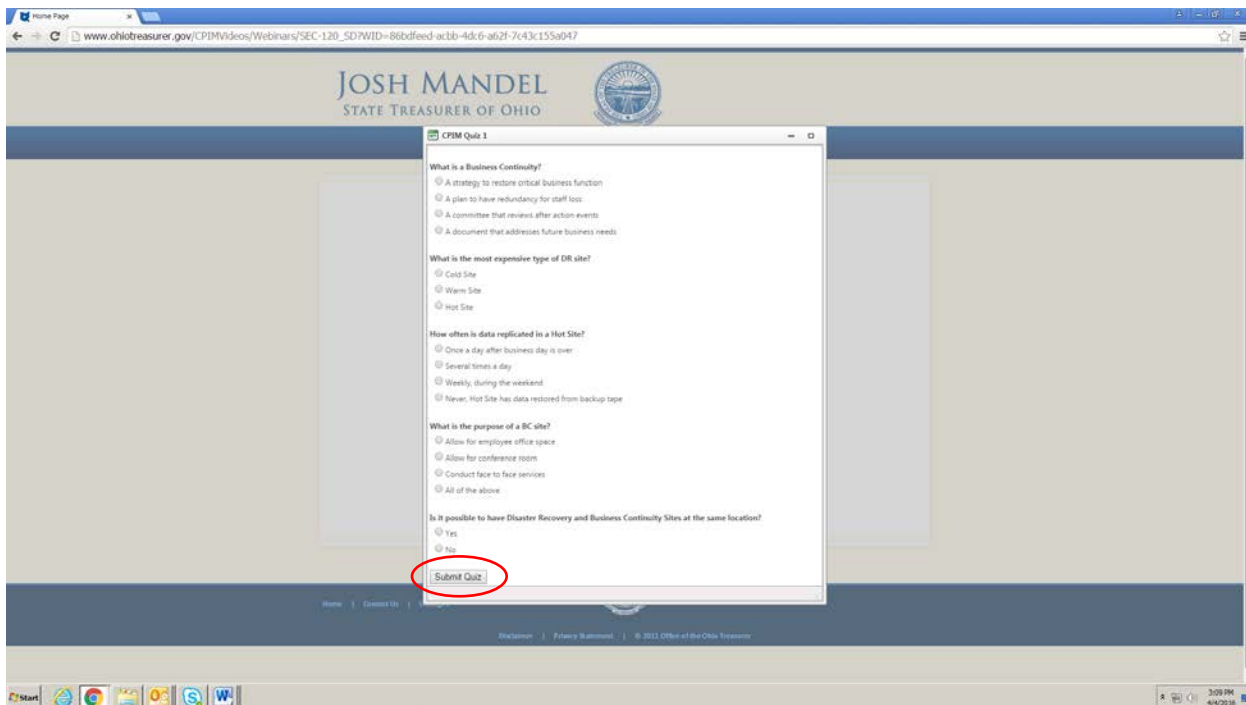 Home Page
www.ohiotreasurer.gov/CPIMVideos/Webinars/SEC-120_SD?WID=86bdfeed-acbb-4dc6-a62f-7c43c155a047
JOSH MANDEL
STATE TREASURER OF OHIO
CPIM Quiz 1
What is a Business Continuity?
A strategy to restore critical business function
A plan to have redundancy for staff loss
A committee that reviews after action events
A document that addresses future business needs
What is the most expensive type of DR site?
Cold Site
Warm Site
Hot Site
How often is data replicated in a Hot Site?
Once a day after business day is over
Several times a day
Weekly, during the weekend
Never, Hot Site has data restored from backup tape
What is the purpose of a BC site?
Allow for employee office space
Allow for conference room
Conduct face to face services
All of the above
Is it possible to have Disaster Recovery and Business Continuity Sites at the same location?
Yes
No
Submit Quiz
Home | Contact Us |
Disclaimer | Privacy Statement | © 2011 Office of the Ohio Treasurer
Start
3:09 PM
4/4/2016